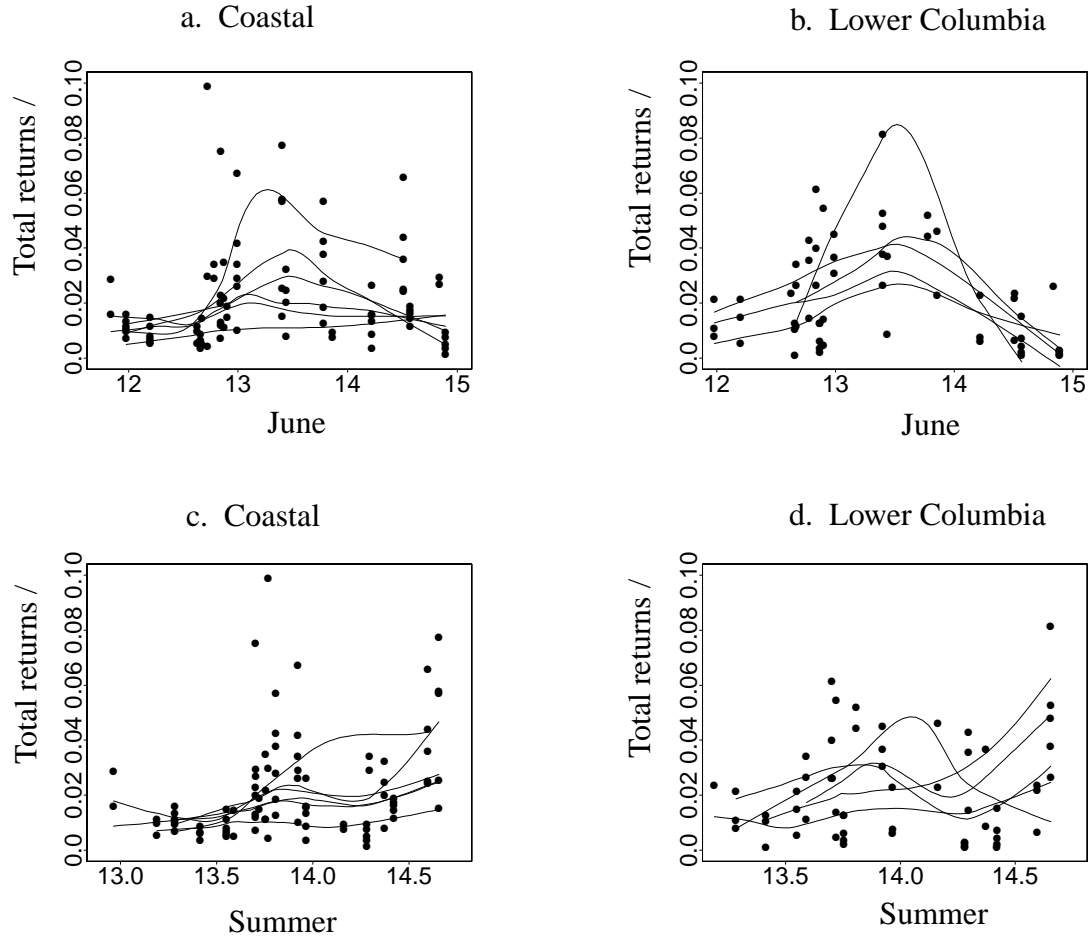 a. Coastal
b. Lower Columbia
Total returns /
0.0 0.02 0.04 0.06 0.08 0.10
12 13 14 15
June
Total returns /
0.0 0.02 0.04 0.06 0.08 0.10
12 13 14 15
June
c. Coastal
d. Lower Columbia
Total returns /
0.0 0.02 0.04 0.06 0.08 0.10
13.0 13.5 14.0 14.5
Summer
Total returns /
0.0 0.02 0.04 0.06 0.08 0.10
13.5 14.0 14.5
Summer